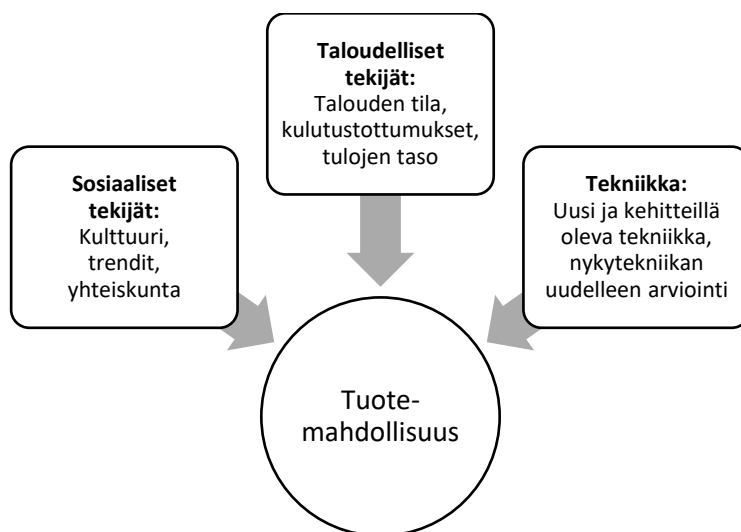 Taloudelliset
tekijät:
Talouden tila,
kulutustottumukset,
tulojen taso
Sosiaaliset
tekijät:
Kulttuuri,
trendit,
yhteiskunta
Tekniikka:
Uusi ja kehitteillä
oleva tekniikka,
nykytekniikan
uudelleen arviointi
Tuote-
mahdollisuus